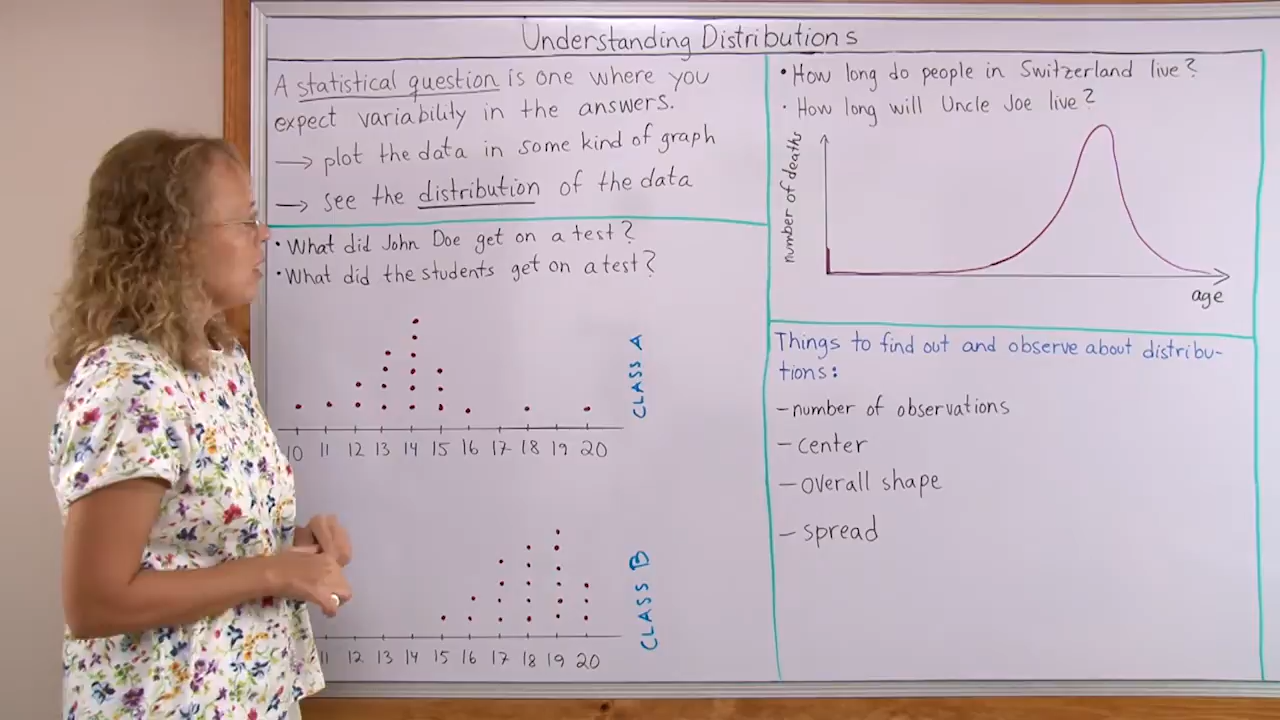 Understanding Distributions
A statistical question is one where you
expect variability in the answers.
→ plot the data in some kind of graph
→ see the distribution of the data
• What did John Doe get on a test?
• What did the students get on a test?
CLASS A
10 11 12 13 14 15 16 17 18 19 20
CLASS B
11 12 13 14 15 16 17 18 19 20
• How long do people in Switzerland live?
• How long will Uncle Joe live?
number of deaths
age
Things to find out and observe about distribu-
tions:
- number of observations
- center
- overall shape
- spread